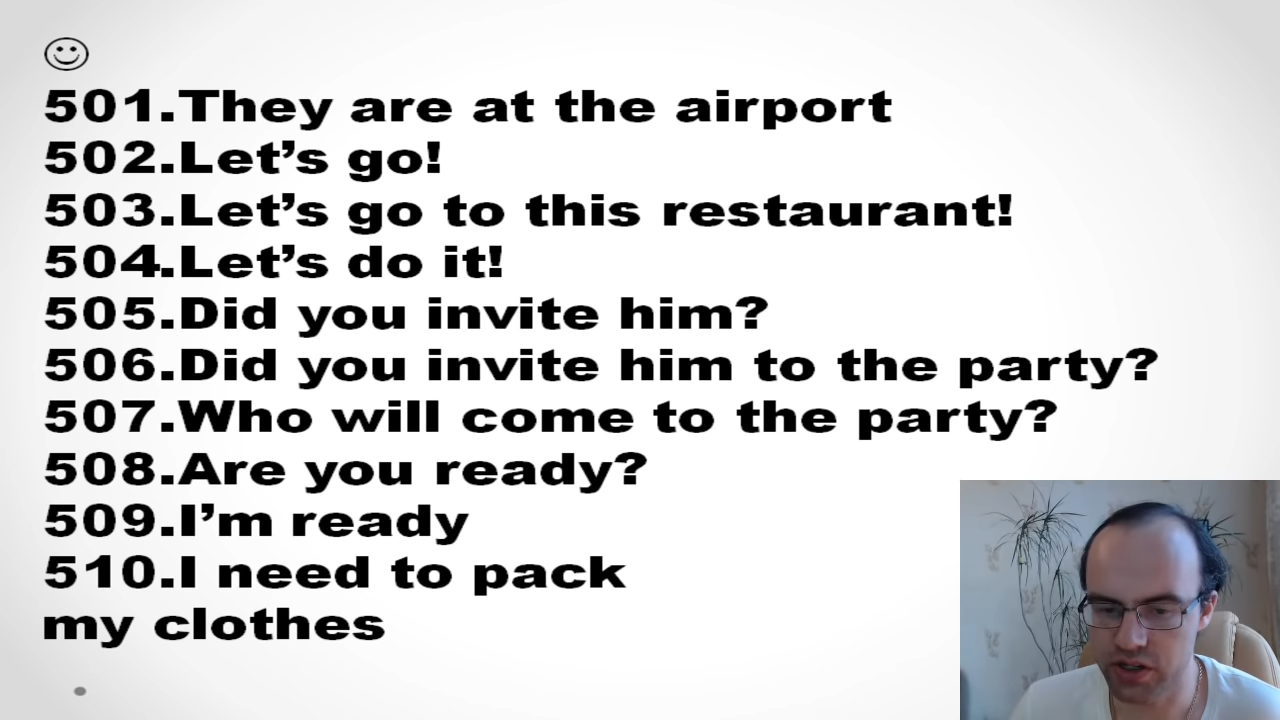 ☺
501.They are at the airport
502.Let’s go!
503.Let’s go to this restaurant!
504.Let’s do it!
505.Did you invite him?
506.Did you invite him to the party?
507.Who will come to the party?
508.Are you ready?
509.I’m ready
510.I need to pack
my clothes